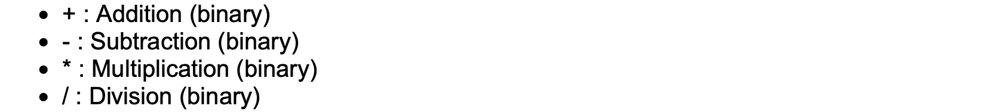 • + : Addition (binary)
• - : Subtraction (binary)
• * : Multiplication (binary)
• / : Division (binary)